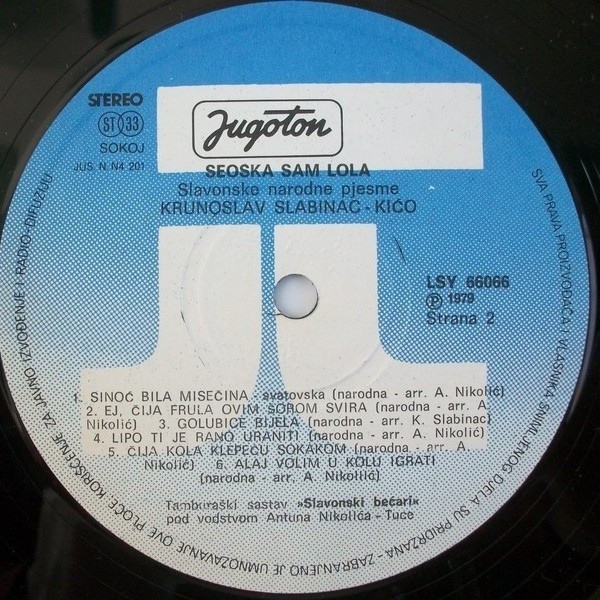 STEREO
ST 33
SOKOJ
JUS. N. N4 201
Jugoton
SEOSKA SAM LOLA
Slavonske narodne pjesme
KRUNOSLAV SLABINAC - KIĆO
LSY 66066
Ⓟ 1979
Strana 2
1. SINOĆ BILA MISEČINA - svatovska (narodna - arr. A. Nikolić)
2. EJ, ČIJA FRULA OVIM ŠOROM SVIRA (narodna - arr. A.
Nikolić) 3. GOLUBICE BIJELA (narodna - arr. K. Slabinac)
4. LIPO TI JE RANO URANITI (narodna - arr. A. Nikolić)
5. ČIJA KOLA KLEPEĆU SOKAKOM (narodna - arr. A
Nikolić) 6. ALAJ VOLIM U KOLU IGRATI
(narodna - arr. A. Nikolić)
Tamburaški sastav »Slavonski bećari«
pod vodstvom Antuna Nikolića - Tuce
SVA PRAVA PROIZVOĐAČA I VLASNIKA SNIMLJENOG DJELA SU PRIDRŽANA - ZABRANJENO JE UMNOŽAVANJE OVE PLOČE, KORIŠĆENJE ZA JAVNO IZVOĐENJE I RADIO-DIFUZIJU